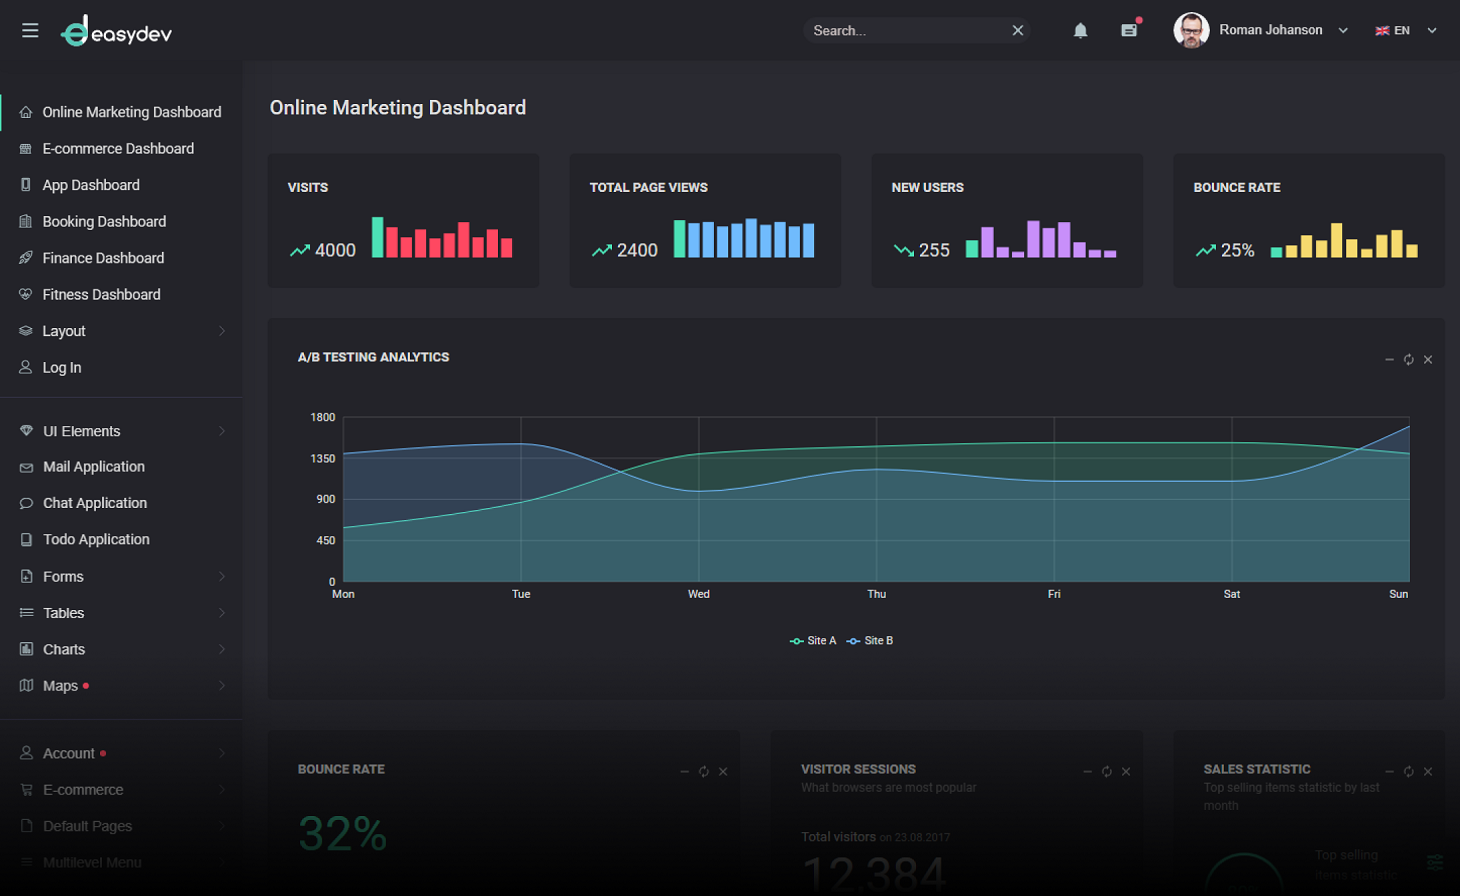 easydev
Search...
Roman Johanson
EN
Online Marketing Dashboard
E-commerce Dashboard
App Dashboard
Booking Dashboard
Finance Dashboard
Fitness Dashboard
Layout
Log In
UI Elements
Mail Application
Chat Application
Todo Application
Forms
Tables
Charts
Maps
Account
E-commerce
Default Pages
Multilevel Menu
Online Marketing Dashboard
VISITS
4000
TOTAL PAGE VIEWS
2400
NEW USERS
255
BOUNCE RATE
25%
A/B TESTING ANALYTICS
1800
1350
900
450
0
Mon Tue Wed Thu Fri Sat Sun
Site A Site B
BOUNCE RATE
32%
VISITOR SESSIONS
What browsers are most popular
Total visitors on 23.08.2017
12,384
SALES STATISTIC
Top selling items statistic by last
month
Top selling
items statistic